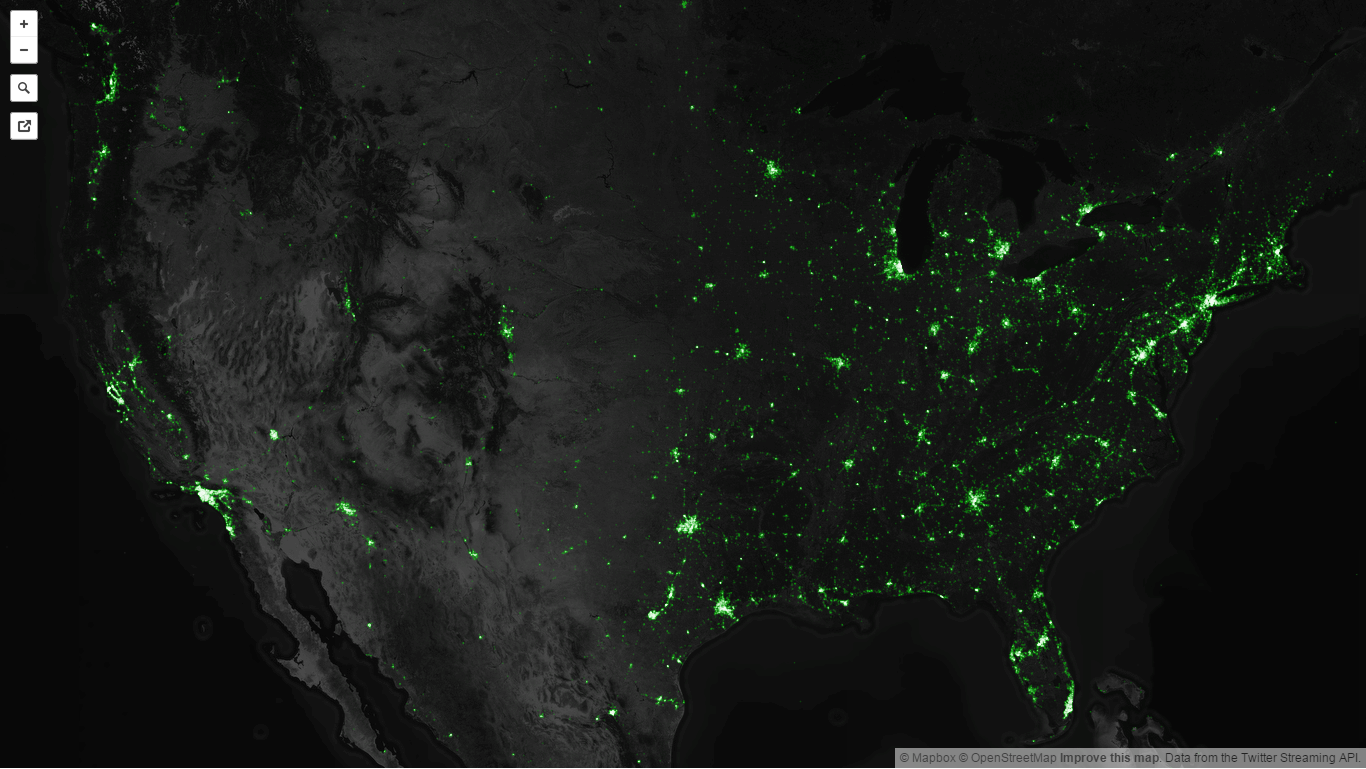 +
−
© Mapbox © OpenStreetMap Improve this map. Data from the Twitter Streaming API.